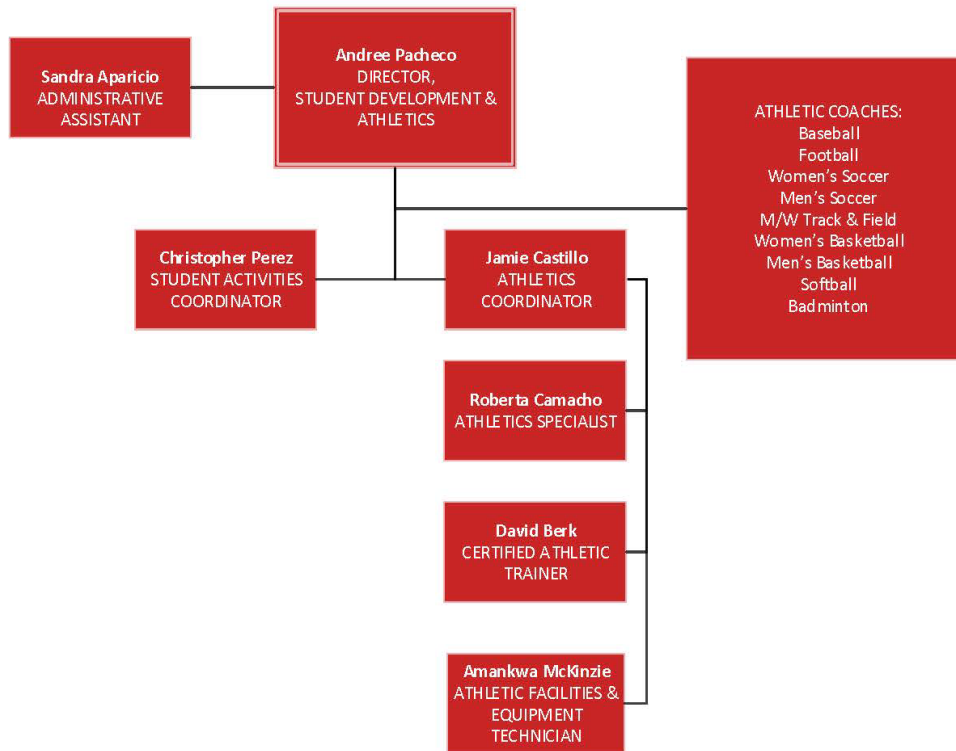 Sandra Aparicio
ADMINISTRATIVE
ASSISTANT
Andree Pacheco
DIRECTOR,
STUDENT DEVELOPMENT &
ATHLETICS
ATHLETIC COACHES:
Baseball
Football
Women's Soccer
Men's Soccer
M/W Track & Field
Women's Basketball
Men's Basketball
Softball
Badminton
Christopher Perez
STUDENT ACTIVITIES
COORDINATOR
Jamie Castillo
ATHLETICS
COORDINATOR
Roberta Camacho
ATHLETICS SPECIALIST
David Berk
CERTIFIED ATHLETIC
TRAINER
Amankwa McKinzie
ATHLETIC FACILITIES &
EQUIPMENT
TECHNICIAN